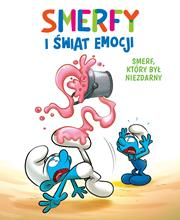 SMERFY
I ŚWIAT EMOCJI
SMERF,
KTÓRY BYŁ
NIEZDARNY